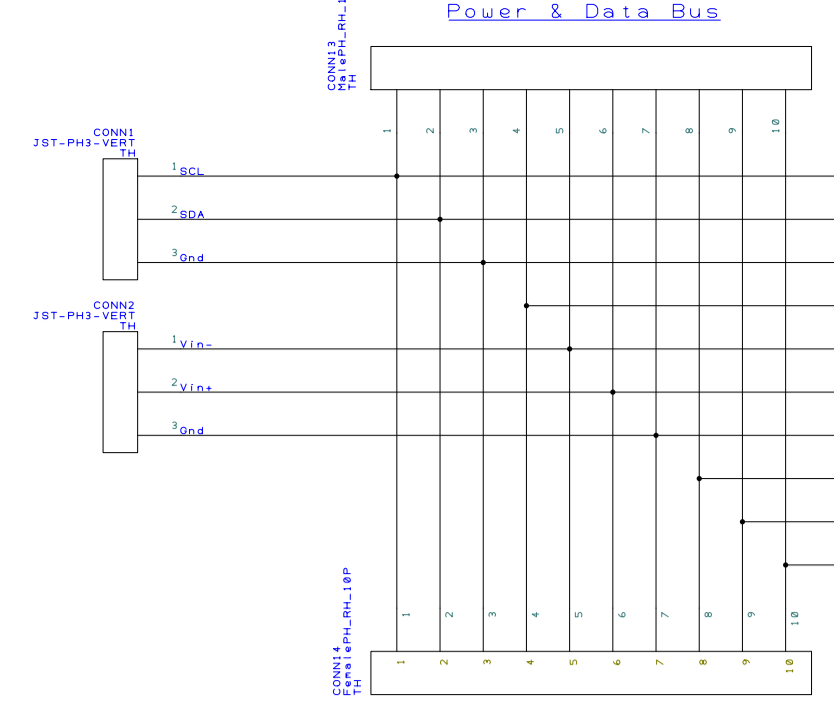 Power & Data Bus
CONN13
MalePH_RH_1
TH
1 2 3 4 5 6 7 8 9 10
CONN1
JST-PH3-VERT
TH
1 SCL
2 SDA
3 Gnd
CONN2
JST-PH3-VERT
TH
1 Vin-
2 Vin+
3 Gnd
1 2 3 4 5 6 7 8 9 10
CONN14
FemalePH_RH_10P
TH
1 2 3 4 5 6 7 8 9 10